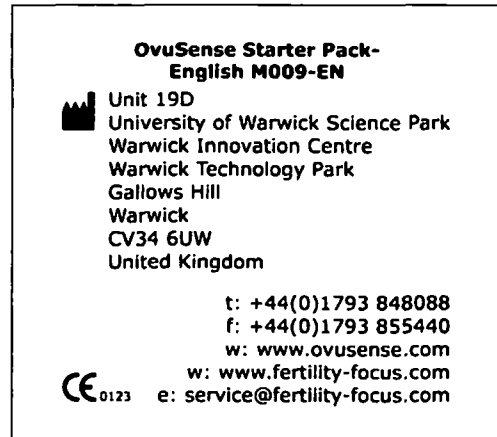 OvuSense Starter Pack-
English M009-EN
Unit 19D
University of Warwick Science Park
Warwick Innovation Centre
Warwick Technology Park
Gallows Hill
Warwick
CV34 6UW
United Kingdom
t: +44(0)1793 848088
f: +44(0)1793 855440
w: www.ovusense.com
w: www.fertility-focus.com
CE 0123 e: service@fertility-focus.com